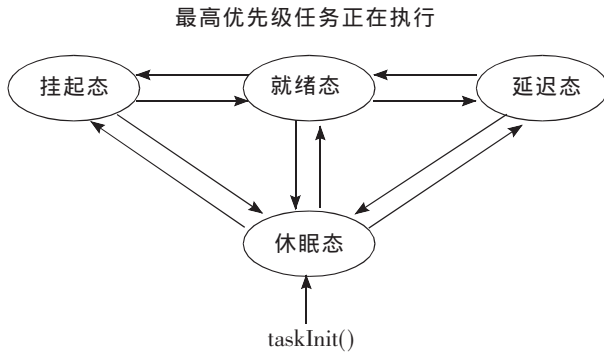 最高优先级任务正在执行
挂起态
就绪态
延迟态
休眠态
taskInit()